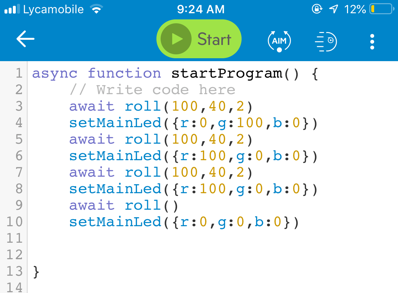 Lycamobile 9:24 AM 12%
Start AIM
1 async function startProgram() {
2 // Write code here
3 await roll(100,40,2)
4 setMainLed({r:0,g:100,b:0})
5 await roll(100,40,2)
6 setMainLed({r:100,g:0,b:0})
7 await roll(100,40,2)
8 setMainLed({r:100,g:0,b:0})
9 await roll()
10 setMainLed({r:0,g:0,b:0})
11
12
13 }
14